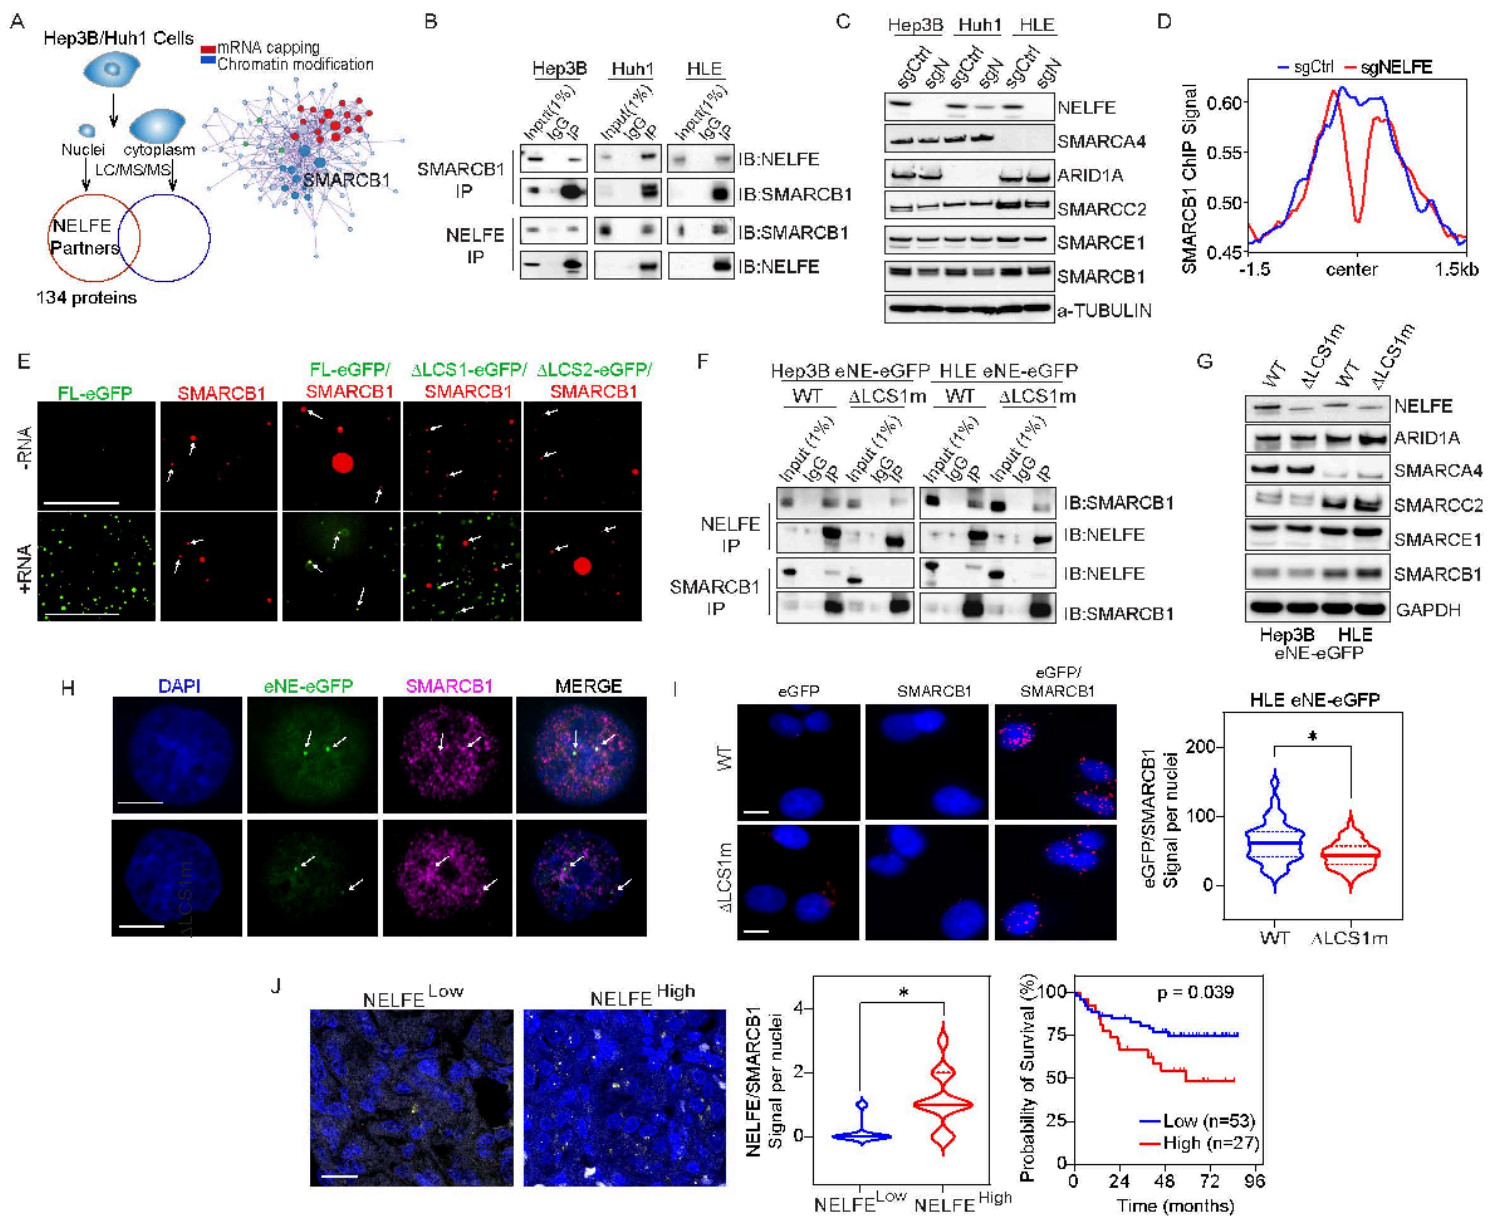 A
Hep3B/Huh1 Cells
mRNA capping
Chromatin modification
Nuclei
cytoplasm
LC/MS/MS
SMARCB1
NELFE
Partners
134 proteins
B
Hep3B
Huh1
HLE
Input(1%)
IgG
IP
Input(1%)
IgG
IP
Input(1%)
IgG
IP
SMARCB1
IP
IB:NELFE
IB:SMARCB1
NELFE
IP
IB:SMARCB1
IB:NELFE
C
Hep3B
Huh1
HLE
sgCtrl
sgN
sgCtrl
sgN
sgCtrl
sgN
NELFE
SMARCA4
ARID1A
SMARCC2
SMARCE1
SMARCB1
a-TUBULIN
D
sgCtrl
sgNELFE
SMARCB1 ChIP Signal
0.60
0.55
0.50
0.45
-1.5
center
1.5kb
E
FL-eGFP
SMARCB1
FL-eGFP/
SMARCB1
ΔLCS1-eGFP/
SMARCB1
ΔLCS2-eGFP/
SMARCB1
-RNA
+RNA
F
Hep3B eNE-eGFP
HLE eNE-eGFP
WT
ΔLCS1m
WT
ΔLCS1m
Input (1%)
IgG
IP
Input (1%)
IgG
IP
Input (1%)
IgG
IP
Input (1%)
IgG
IP
NELFE
IP
IB:SMARCB1
IB:NELFE
SMARCB1
IP
IB:NELFE
IB:SMARCB1
G
WT
ΔLCS1m
WT
ΔLCS1m
NELFE
ARID1A
SMARCA4
SMARCC2
SMARCE1
SMARCB1
GAPDH
Hep3B
HLE
eNE-eGFP
H
DAPI
eNE-eGFP
SMARCB1
MERGE
ΔLCS1m
I
eGFP
SMARCB1
eGFP/
SMARCB1
WT
ΔLCS1m
HLE eNE-eGFP
*
eGFP/SMARCB1
Signal per nuclei
200
100
0
WT
ΔLCS1m
J
NELFE Low
NELFE High
NELFE/SMARCB1
Signal per nuclei
*
4
2
0
NELFE Low
NELFE High
Probability of Survival (%)
p = 0.039
100
75
50
25
0
Low (n=53)
High (n=27)
0
24
48
72
96
Time (months)